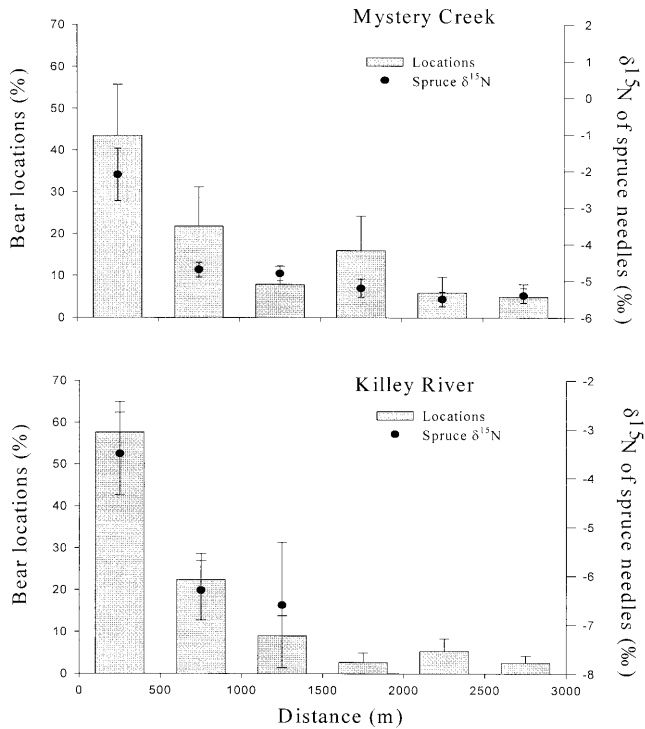 Mystery Creek
Locations
Spruce δ¹⁵N
Bear locations (%)
70
60
50
40
30
20
10
0
2
1
0
-1
-2
-3
-4
-5
-6
δ¹⁵N of spruce needles (‰)
Killey River
Locations
Spruce δ¹⁵N
Bear locations (%)
70
60
50
40
30
20
10
0
-2
-3
-4
-5
-6
-7
-8
δ¹⁵N of spruce needles (‰)
0 500 1000 1500 2000 2500 3000
Distance (m)